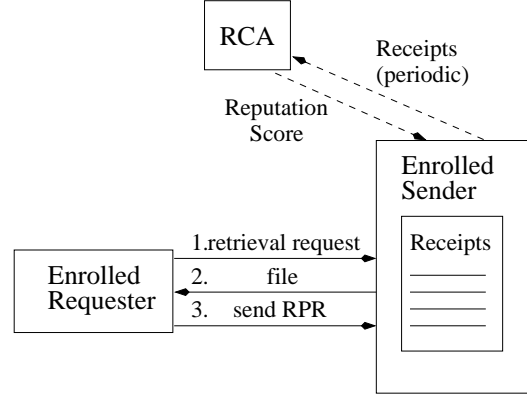 RCA
Receipts
(periodic)
Reputation
Score
Enrolled
Sender
Receipts
1.retrieval request
2. file
3. send RPR
Enrolled
Requester